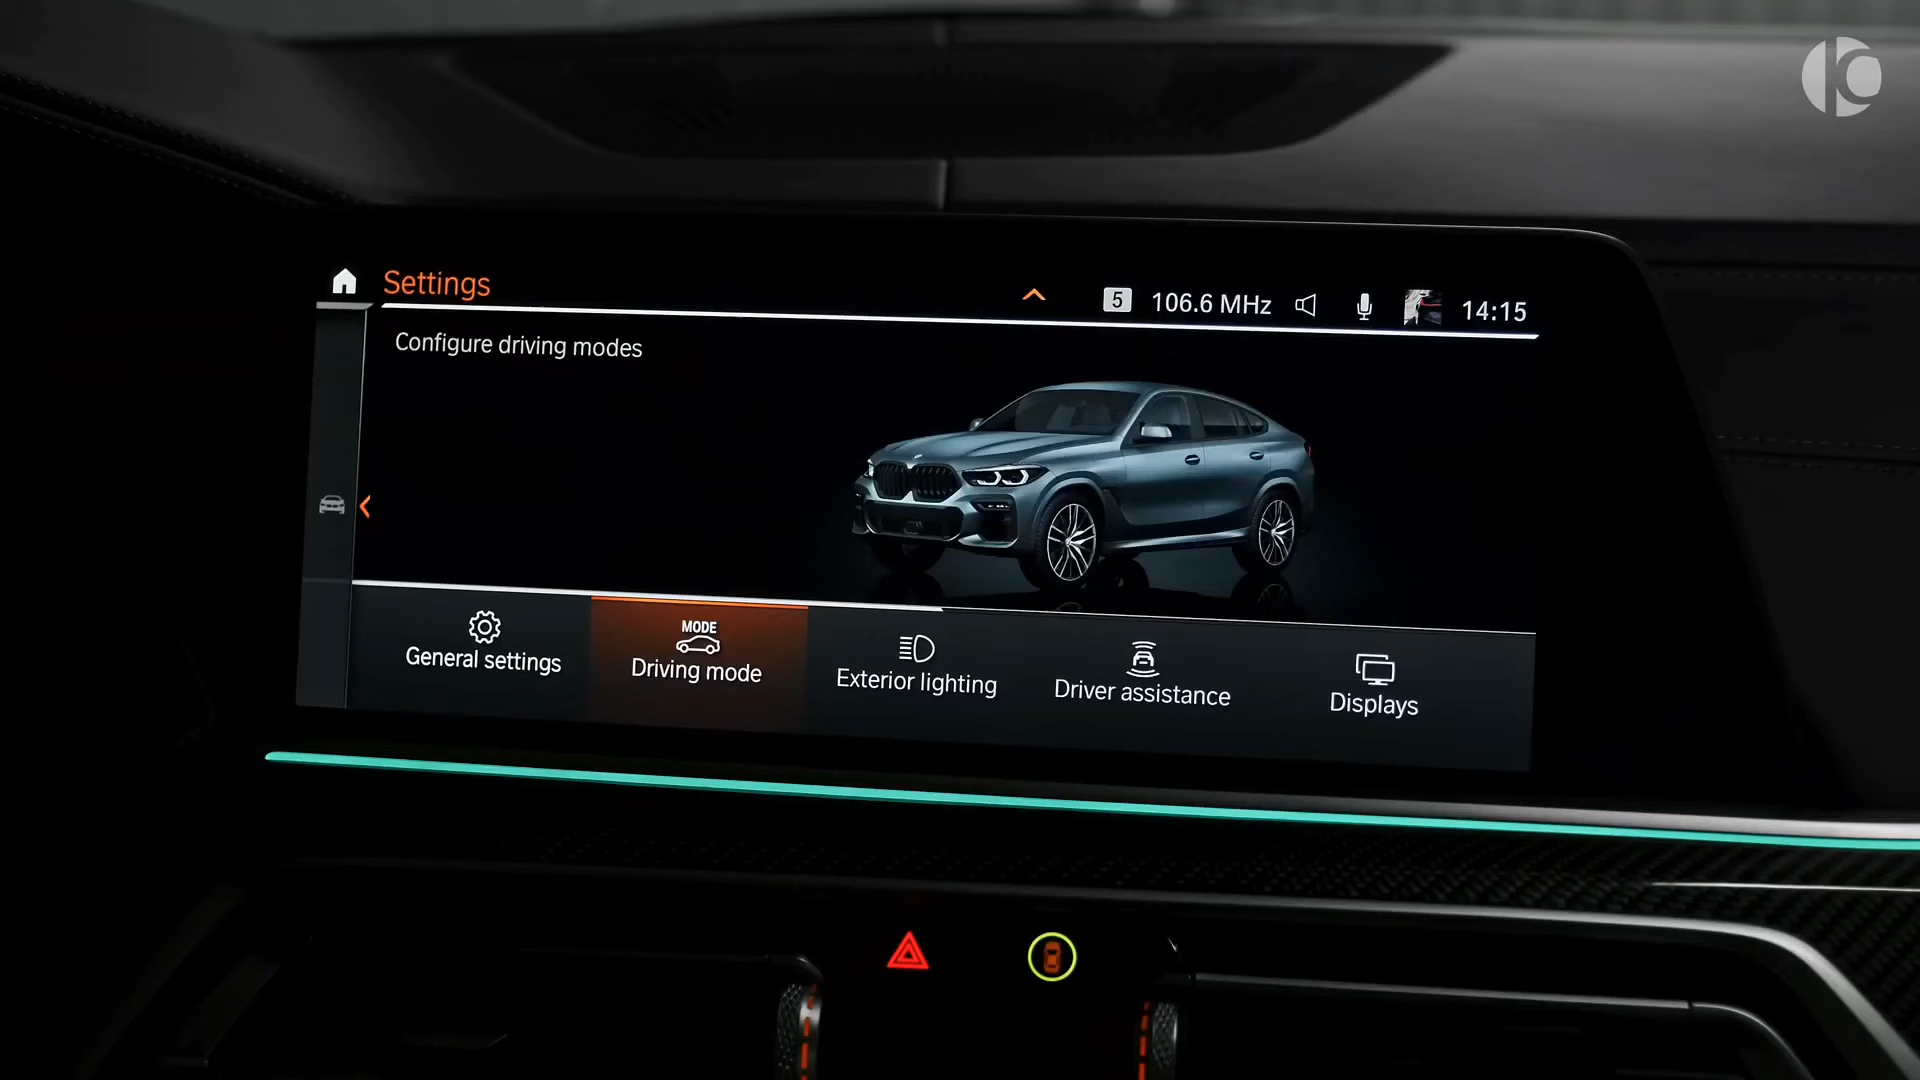 Settings
5 106.6 MHz 14:15
Configure driving modes
General settings
MODE
Driving mode
Exterior lighting
Driver assistance
Displays